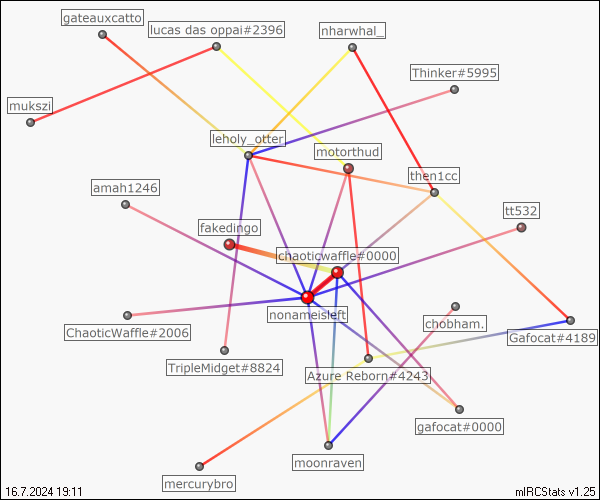 gateauxcatto
lucas das oppai#2396
nharwhal_
Thinker#5995
mukszi
leholy_otter
motorthud
then1cc
amah1246
tt532
fakedingo
chaoticwaffle#0000
nonameisleft
chobham.
ChaoticWaffle#2006
Gafocat#4189
TripleMidget#8824
Azure Reborn#4243
gafocat#0000
moonraven
mercurybro
16.7.2024 19:11
mIRCStats v1.25